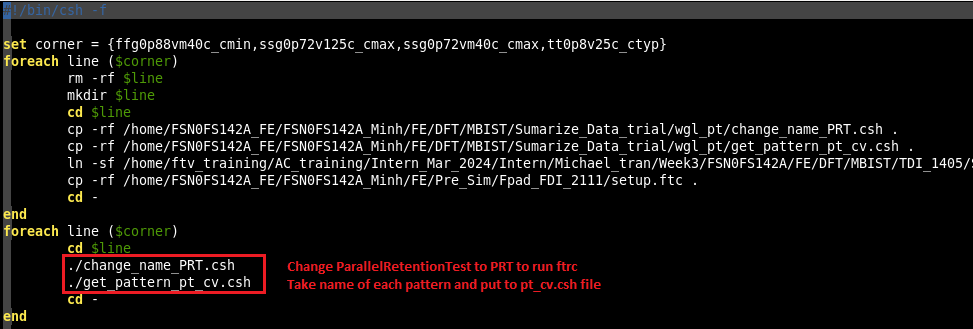 #!/bin/csh -f
set corner = {ffg0p88vm40c_cmin,ssg0p72v125c_cmax,ssg0p72vm40c_cmax,tt0p8v25c_ctyp}
foreach line ($corner)
rm -rf $line
mkdir $line
cd $line
cp -rf /home/FSN0FS142A_FE/FSN0FS142A_Minh/FE/DFT/MBIST/Sumarize_Data_trial/wgl_pt/change_name_PRT.csh .
cp -rf /home/FSN0FS142A_FE/FSN0FS142A_Minh/FE/DFT/MBIST/Sumarize_Data_trial/wgl_pt/get_pattern_pt_cv.csh .
ln -sf /home/ftv_training/AC_training/Intern_Mar_2024/Intern/Michael_tran/Week3/FSN0FS142A/FE/DFT/MBIST/TDI_1405/S
cp -rf /home/FSN0FS142A_FE/FSN0FS142A_Minh/FE/Pre_Sim/Fpad_FDI_2111/setup.ftc .
cd -
end
foreach line ($corner)
cd $line
./change_name_PRT.csh Change ParallelRetentionTest to PRT to run ftrc
./get_pattern_pt_cv.csh Take name of each pattern and put to pt_cv.csh file
cd -
end